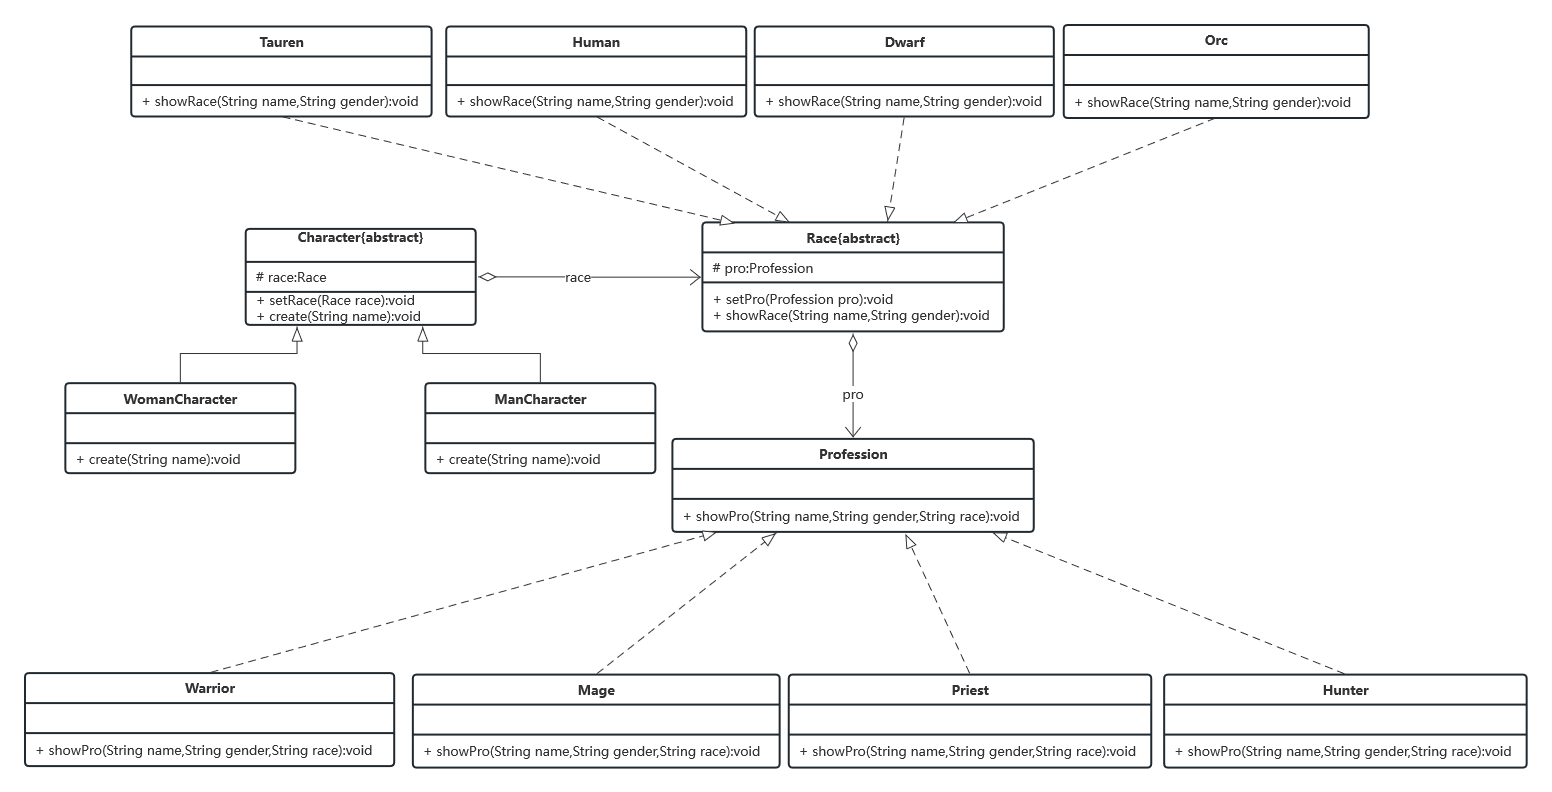 Tauren
+ showRace(String name,String gender):void
Human
+ showRace(String name,String gender):void
Dwarf
+ showRace(String name,String gender):void
Orc
+ showRace(String name,String gender):void
Character{abstract}
# race:Race
+ setRace(Race race):void
+ create(String name):void
race
Race{abstract}
# pro:Profession
+ setPro(Profession pro):void
+ showRace(String name,String gender):void
WomanCharacter
+ create(String name):void
ManCharacter
+ create(String name):void
pro
Profession
+ showPro(String name,String gender,String race):void
Warrior
+ showPro(String name,String gender,String race):void
Mage
+ showPro(String name,String gender,String race):void
Priest
+ showPro(String name,String gender,String race):void
Hunter
+ showPro(String name,String gender,String race):void